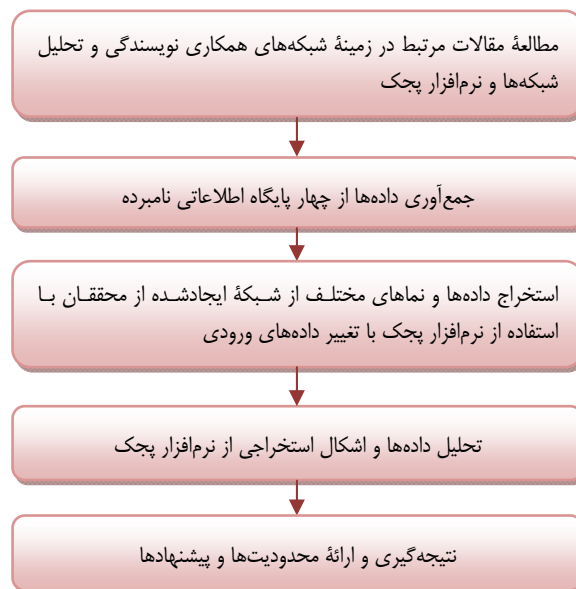 مطالعهٔ مقالات مرتبط در زمینهٔ شبکه‌های همکاری نویسندگی و تحلیل
شبکه‌ها و نرم‌افزار پجک
جمع‌آوری داده‌ها از چهار پایگاه اطلاعاتی نامبرده
استخراج داده‌ها و نماهای مختلف از شبکهٔ ایجادشده از محققان با
استفاده از نرم‌افزار پجک با تغییر داده‌های ورودی
تحلیل داده‌ها و اشکال استخراجی از نرم‌افزار پجک
نتیجه‌گیری و ارائهٔ محدودیت‌ها و پیشنهادها